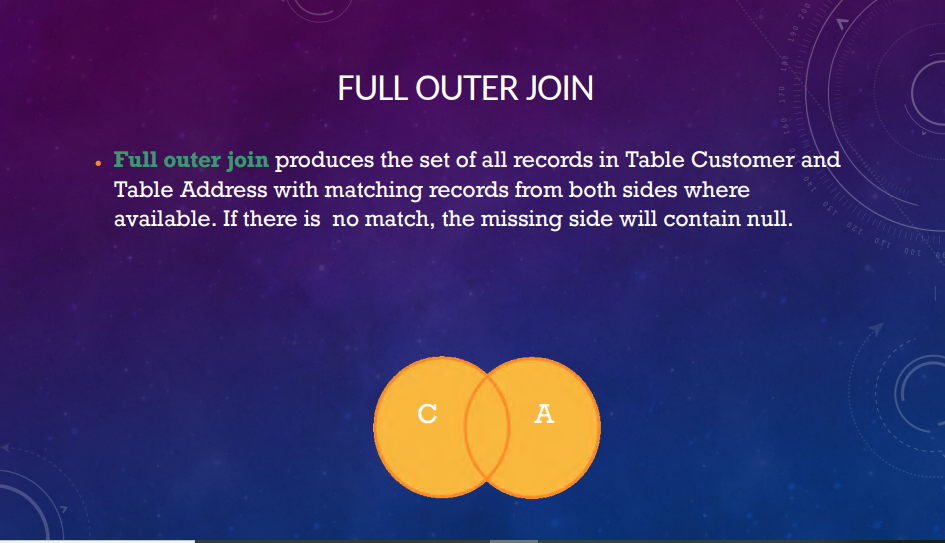 FULL OUTER JOIN
• Full outer join produces the set of all records in Table Customer and
Table Address with matching records from both sides where
available. If there is  no match, the missing side will contain null.
C A